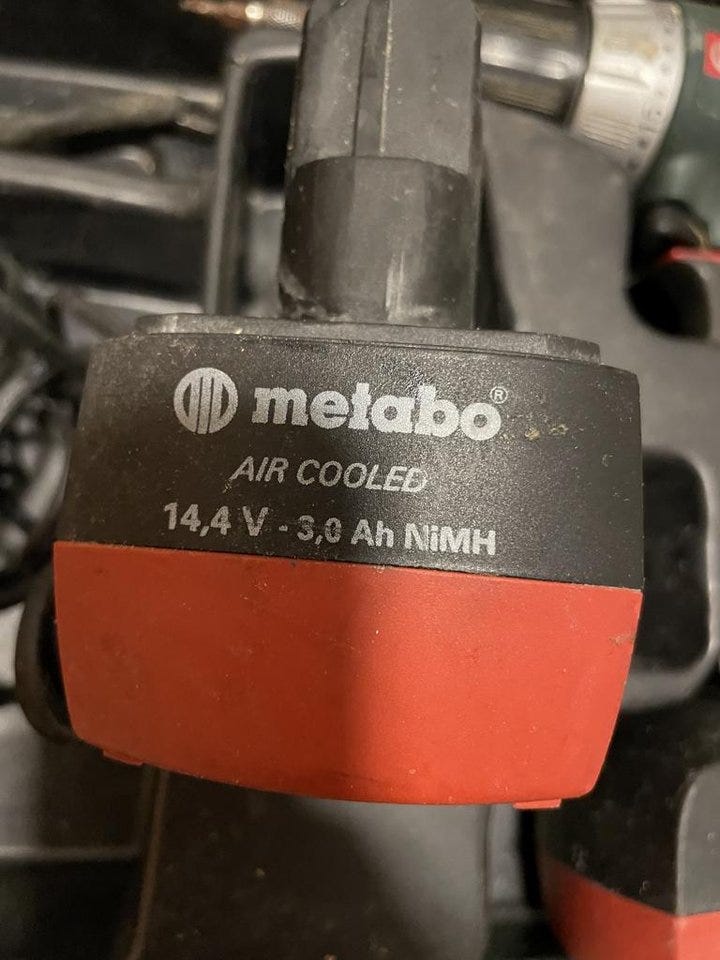 metabo®
AIR COOLED
14,4 V - 3,0 Ah NiMH